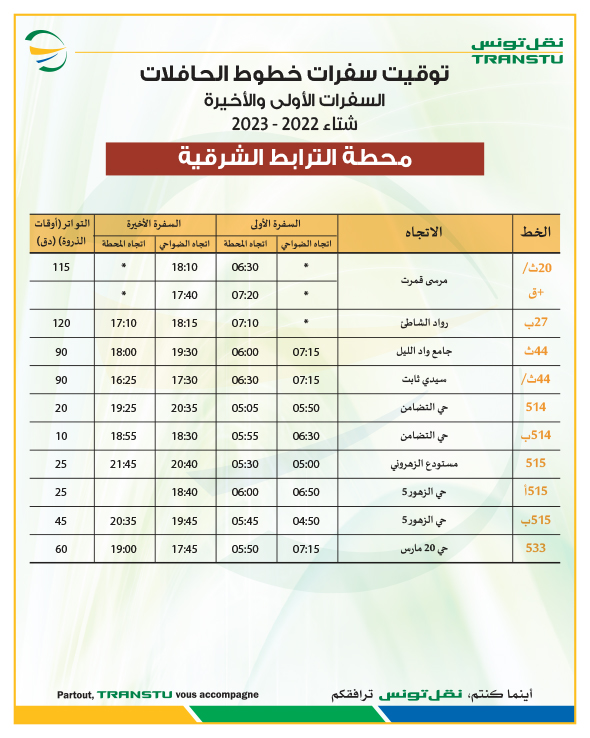 نقل تونس
TRANSTU
توقيت سفرات خطوط الحافلات
السفرات الأولى والأخيرة
شتاء 2022 - 2023
محطة الترابط الشرقية
الخط الاتجاه السفرة الأولى السفرة الأخيرة التواتر (أوقات الذروة) (دق)
اتجاه الضواحي اتجاه المحطة اتجاه الضواحي اتجاه المحطة
20ث/ مرسى قمرت * 06:30 18:10 * 115
+ق * 07:20 17:40 *
27ب رواد الشاطئ * 07:10 18:15 17:10 120
44ث جامع واد الليل 07:15 06:00 19:30 18:00 90
44ث/ سيدي ثابت 07:15 06:30 17:30 16:25 90
514 حي التضامن 05:50 05:05 20:35 19:25 20
514ب حي التضامن 06:30 05:55 18:30 18:55 10
515 مستودع الزهروني 05:00 05:30 20:40 21:45 25
515أ حي الزهور5 06:50 06:00 18:40 25
515ب حي الزهور5 04:50 05:45 19:45 20:35 45
533 حي 20 مارس 07:15 05:50 17:45 19:00 60
أينما كنتم، نقل تونس ترافقكم
Partout, TRANSTU vous accompagne